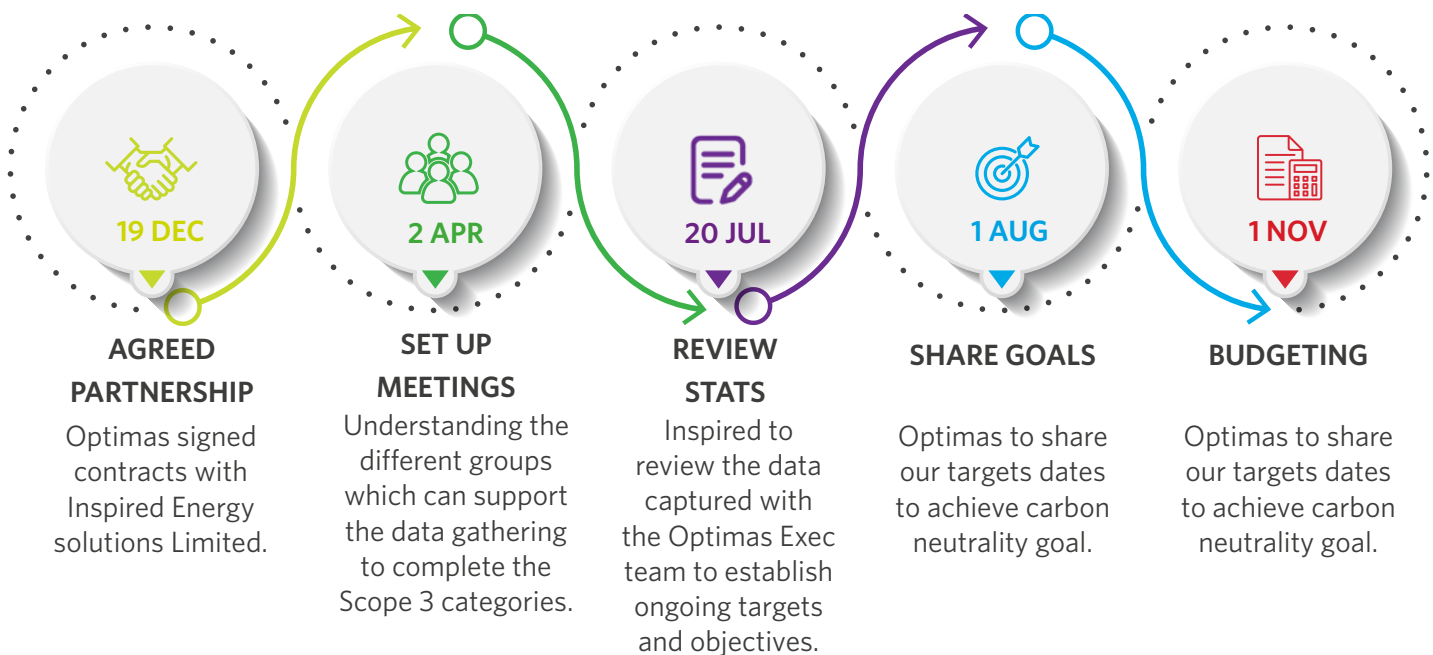 19 DEC
AGREED
PARTNERSHIP
Optimas signed
contracts with
Inspired Energy
solutions Limited.
2 APR
SET UP
MEETINGS
Understanding the
different groups
which can support
the data gathering
to complete the
Scope 3 categories.
20 JUL
REVIEW
STATS
Inspired to
review the data
captured with
the Optimas Exec
team to establish
ongoing targets
and objectives.
1 AUG
SHARE GOALS
Optimas to share
our targets dates
to achieve carbon
neutrality goal.
1 NOV
BUDGETING
Optimas to share
our targets dates
to achieve carbon
neutrality goal.